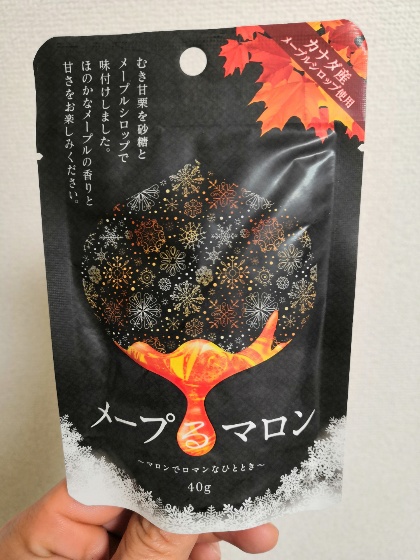 カナダ産
メープルシロップ使用
むき甘栗を砂糖と
メープルシロップで
味付けしました。
ほのかなメープルの香りと
甘さをお楽しみください。
メープるマロン
～マロンでロマンなひととき～
40g